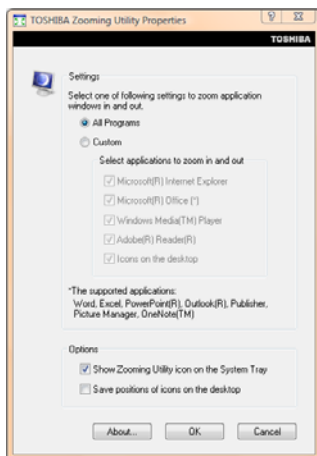 TOSHIBA Zooming Utility Properties
TOSHIBA
Settings
Select one of following settings to zoom application
windows in and out.
All Programs
Custom
Select applications to zoom in and out
Microsoft(R) Internet Explorer
Microsoft(R) Office (*)
Windows Media(TM) Player
Adobe(R) Reader(R)
Icons on the desktop
*The supported applications:
Word, Excel, PowerPoint(R), Outlook(R), Publisher,
Picture Manager, OneNote(TM)
Options
Show Zooming Utility icon on the System Tray
Save positions of icons on the desktop
About... OK Cancel